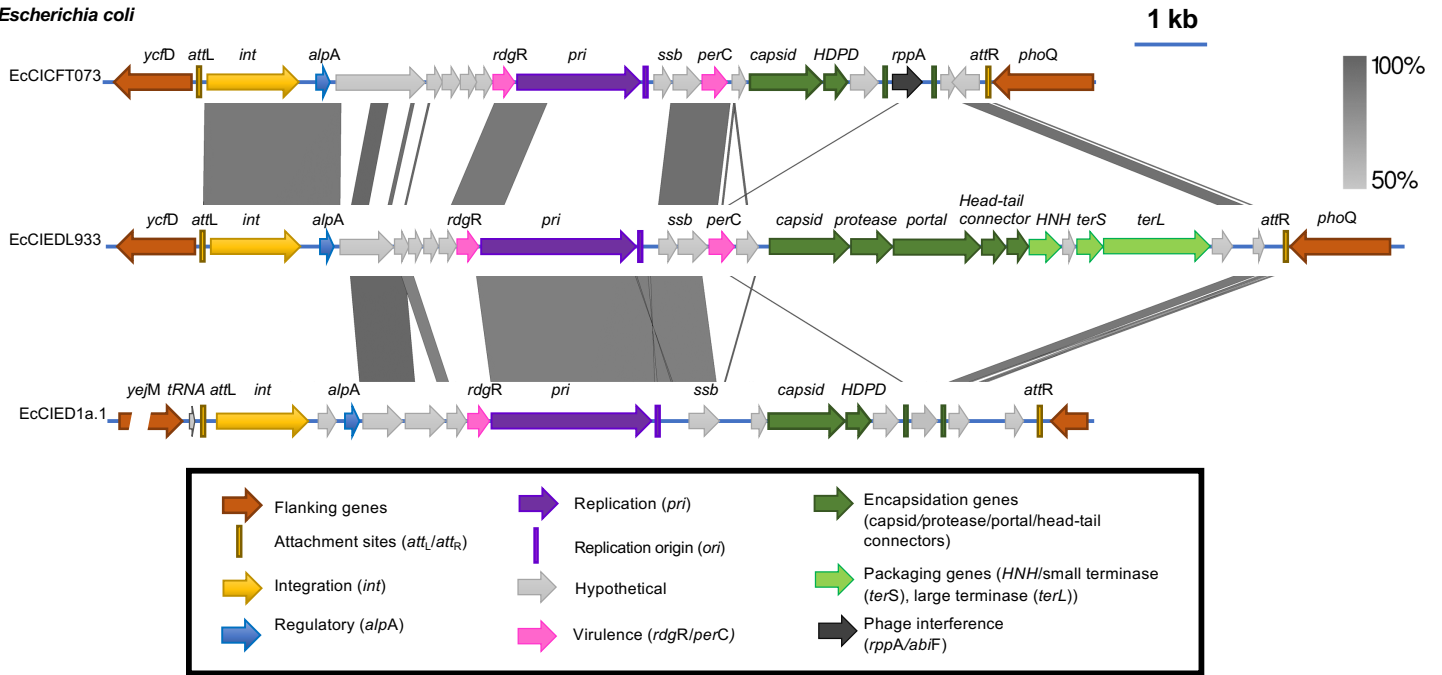 Escherichia coli
1 kb
ycfD attL int alpA rdgR pri ssb perC capsid HDPD rppA attR phoQ
EcCICFT073
100%
50%
ycfD attL int alpA rdgR pri ssb perC capsid protease portal Head-tail connector HNH terS terL attR phoQ
EcCIEDL933
yejM tRNA attL int alpA rdgR pri ssb capsid HDPD attR
EcCIED1a.1
Flanking genes
Attachment sites (attL/attR)
Integration (int)
Regulatory (alpA)
Replication (pri)
Replication origin (ori)
Hypothetical
Virulence (rdgR/perC)
Encapsidation genes
(capsid/protease/portal/head-tail
connectors)
Packaging genes (HNH/small terminase
(terS), large terminase (terL))
Phage interference
(rppA/abiF)